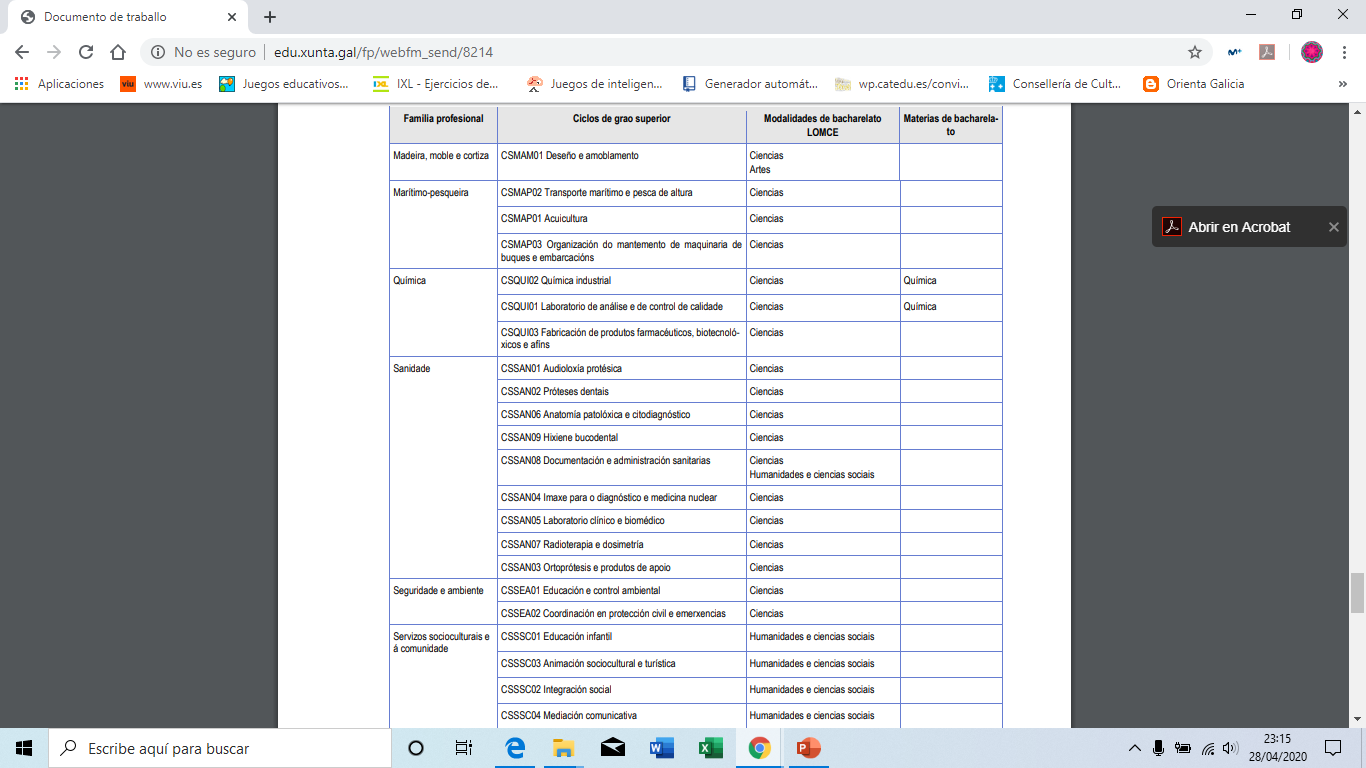 Documento de traballo
No es seguro | edu.xunta.gal/fp/webfm_send/8214
Aplicaciones
viu www.viu.es
Juegos educativos...
IXL IXL - Ejercicios de...
Juegos de inteligen...
Generador automát...
wp.catedu.es/convi...
Consellería de Cult...
Orienta Galicia
»
Familia profesional Ciclos de grao superior Modalidades de bacharelato Materias de bacharela-
LOMCE to
Madeira, moble e cortiza CSMAM01 Deseño e amoblamento Ciencias
Artes
Marítimo-pesqueira CSMAP02 Transporte marítimo e pesca de altura Ciencias
CSMAP01 Acuicultura Ciencias
Abrir en Acrobat
CSMAP03 Organización do mantemento de maquinaria de Ciencias
buques e embarcacións
Química CSQUI02 Química industrial Ciencias Química
CSQUI01 Laboratorio de análise e de control de calidade Ciencias Química
CSQUI03 Fabricación de produtos farmacéuticos, biotecnoló- Ciencias
xicos e afíns
Sanidade CSSAN01 Audioloxía protésica Ciencias
CSSAN02 Próteses dentais Ciencias
CSSAN06 Anatomía patolóxica e citodiagnóstico Ciencias
CSSAN09 Hixiene bucodental Ciencias
CSSAN08 Documentación e administración sanitarias Ciencias
Humanidades e ciencias sociais
CSSAN04 Imaxe para o diagnóstico e medicina nuclear Ciencias
CSSAN05 Laboratorio clínico e biomédico Ciencias
CSSAN07 Radioterapia e dosimetría Ciencias
CSSAN03 Ortoprótesis e produtos de apoio Ciencias
Seguridade e ambiente CSSEA01 Educación e control ambiental Ciencias
CSSEA02 Coordinación en protección civil e emerxencias Ciencias
Servizos socioculturais e CSSSC01 Educación infantil Humanidades e ciencias sociais
á comunidade
CSSSC03 Animación sociocultural e turística Humanidades e ciencias sociais
CSSSC02 Integración social Humanidades e ciencias sociais
CSSSC04 Mediación comunicativa Humanidades e ciencias sociais
Escribe aquí para buscar
23:15
28/04/2020